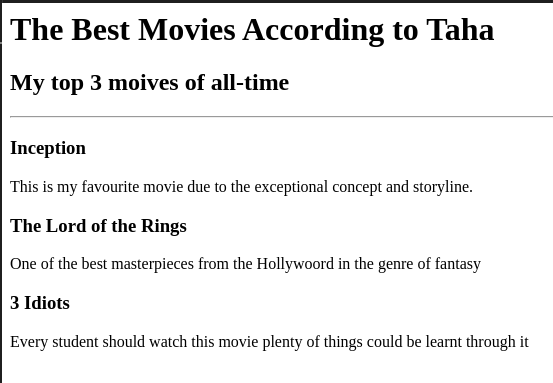 The Best Movies According to Taha
My top 3 moives of all-time
Inception
This is my favourite movie due to the exceptional concept and storyline.
The Lord of the Rings
One of the best masterpieces from the Hollywoord in the genre of fantasy
3 Idiots
Every student should watch this movie plenty of things could be learnt through it